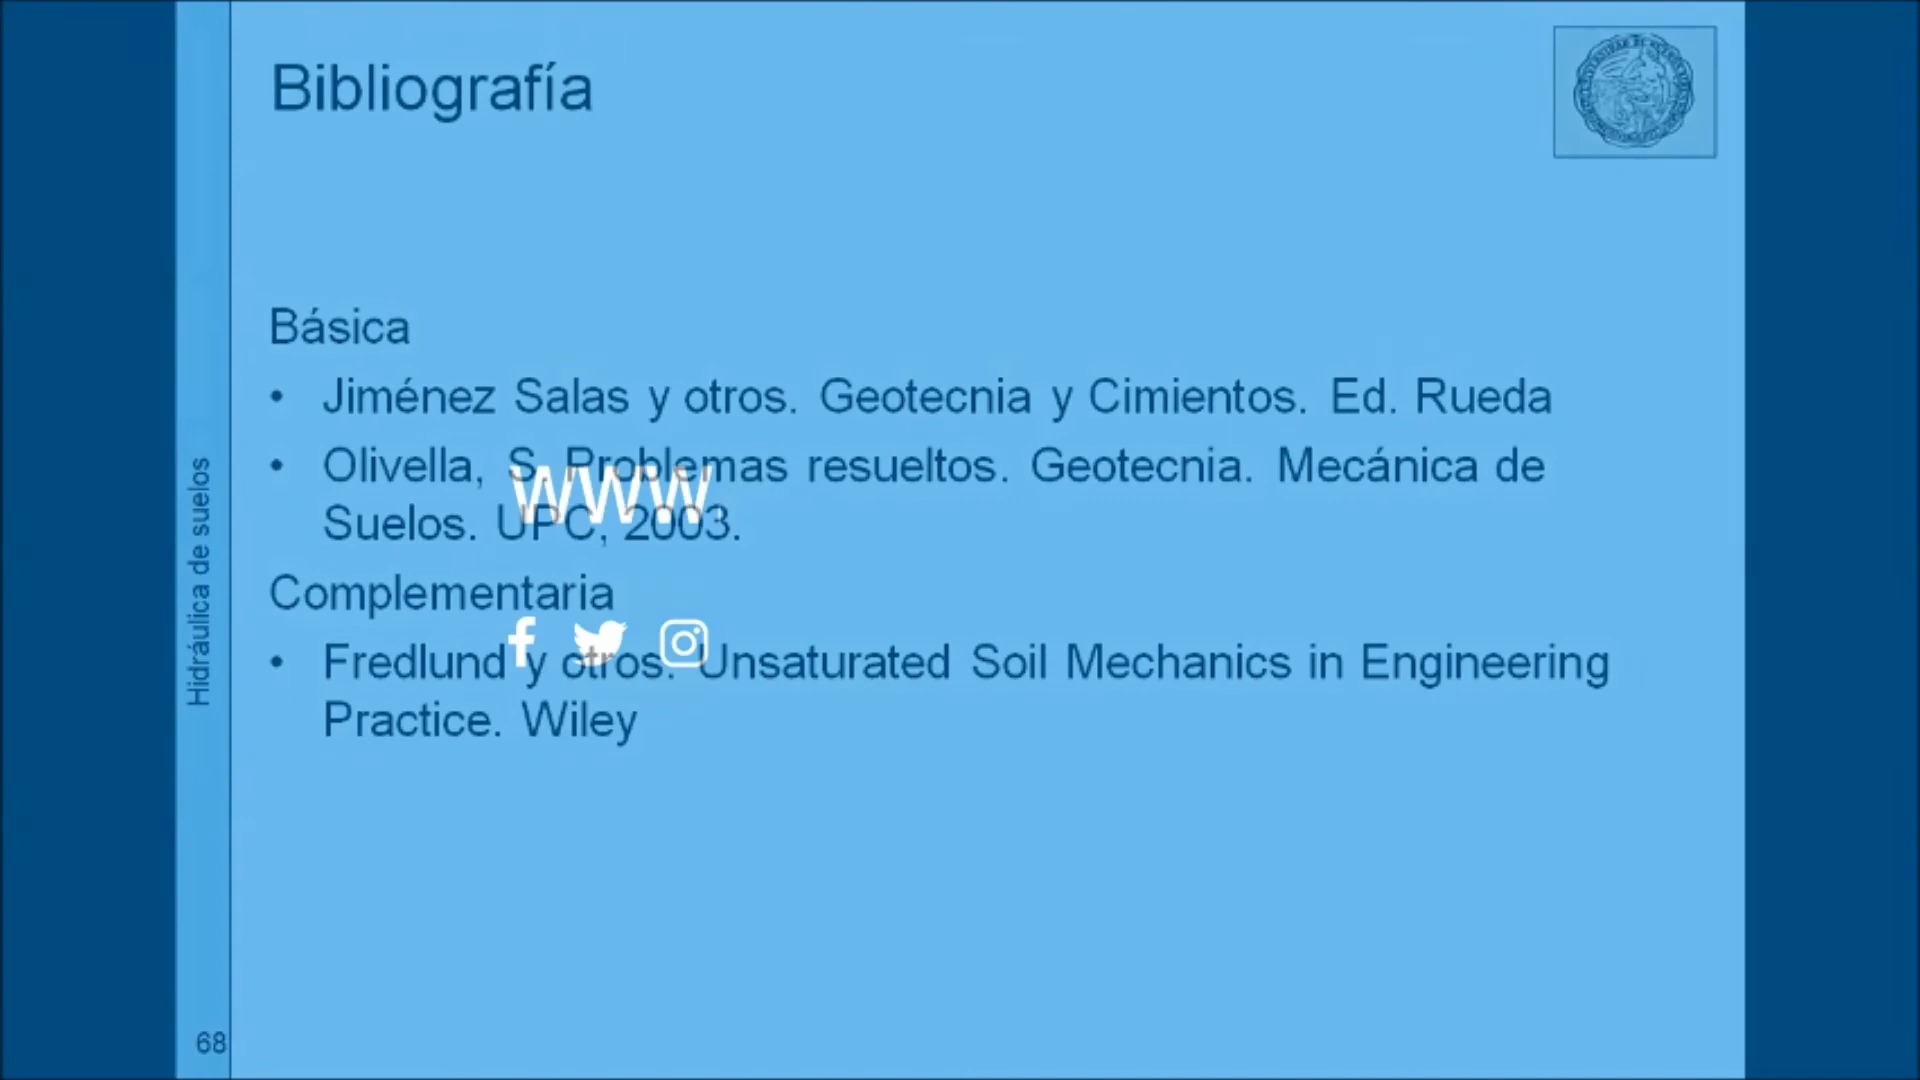 Bibliografía
Básica
• Jiménez Salas y otros. Geotecnia y Cimientos. Ed. Rueda
• Olivella, S. Problemas resueltos. Geotecnia. Mecánica de
Suelos. UPC, 2003.
www.
Complementaria
• Fredlund y otros. Unsaturated Soil Mechanics in Engineering
Practice. Wiley
Hidráulica de suelos
68